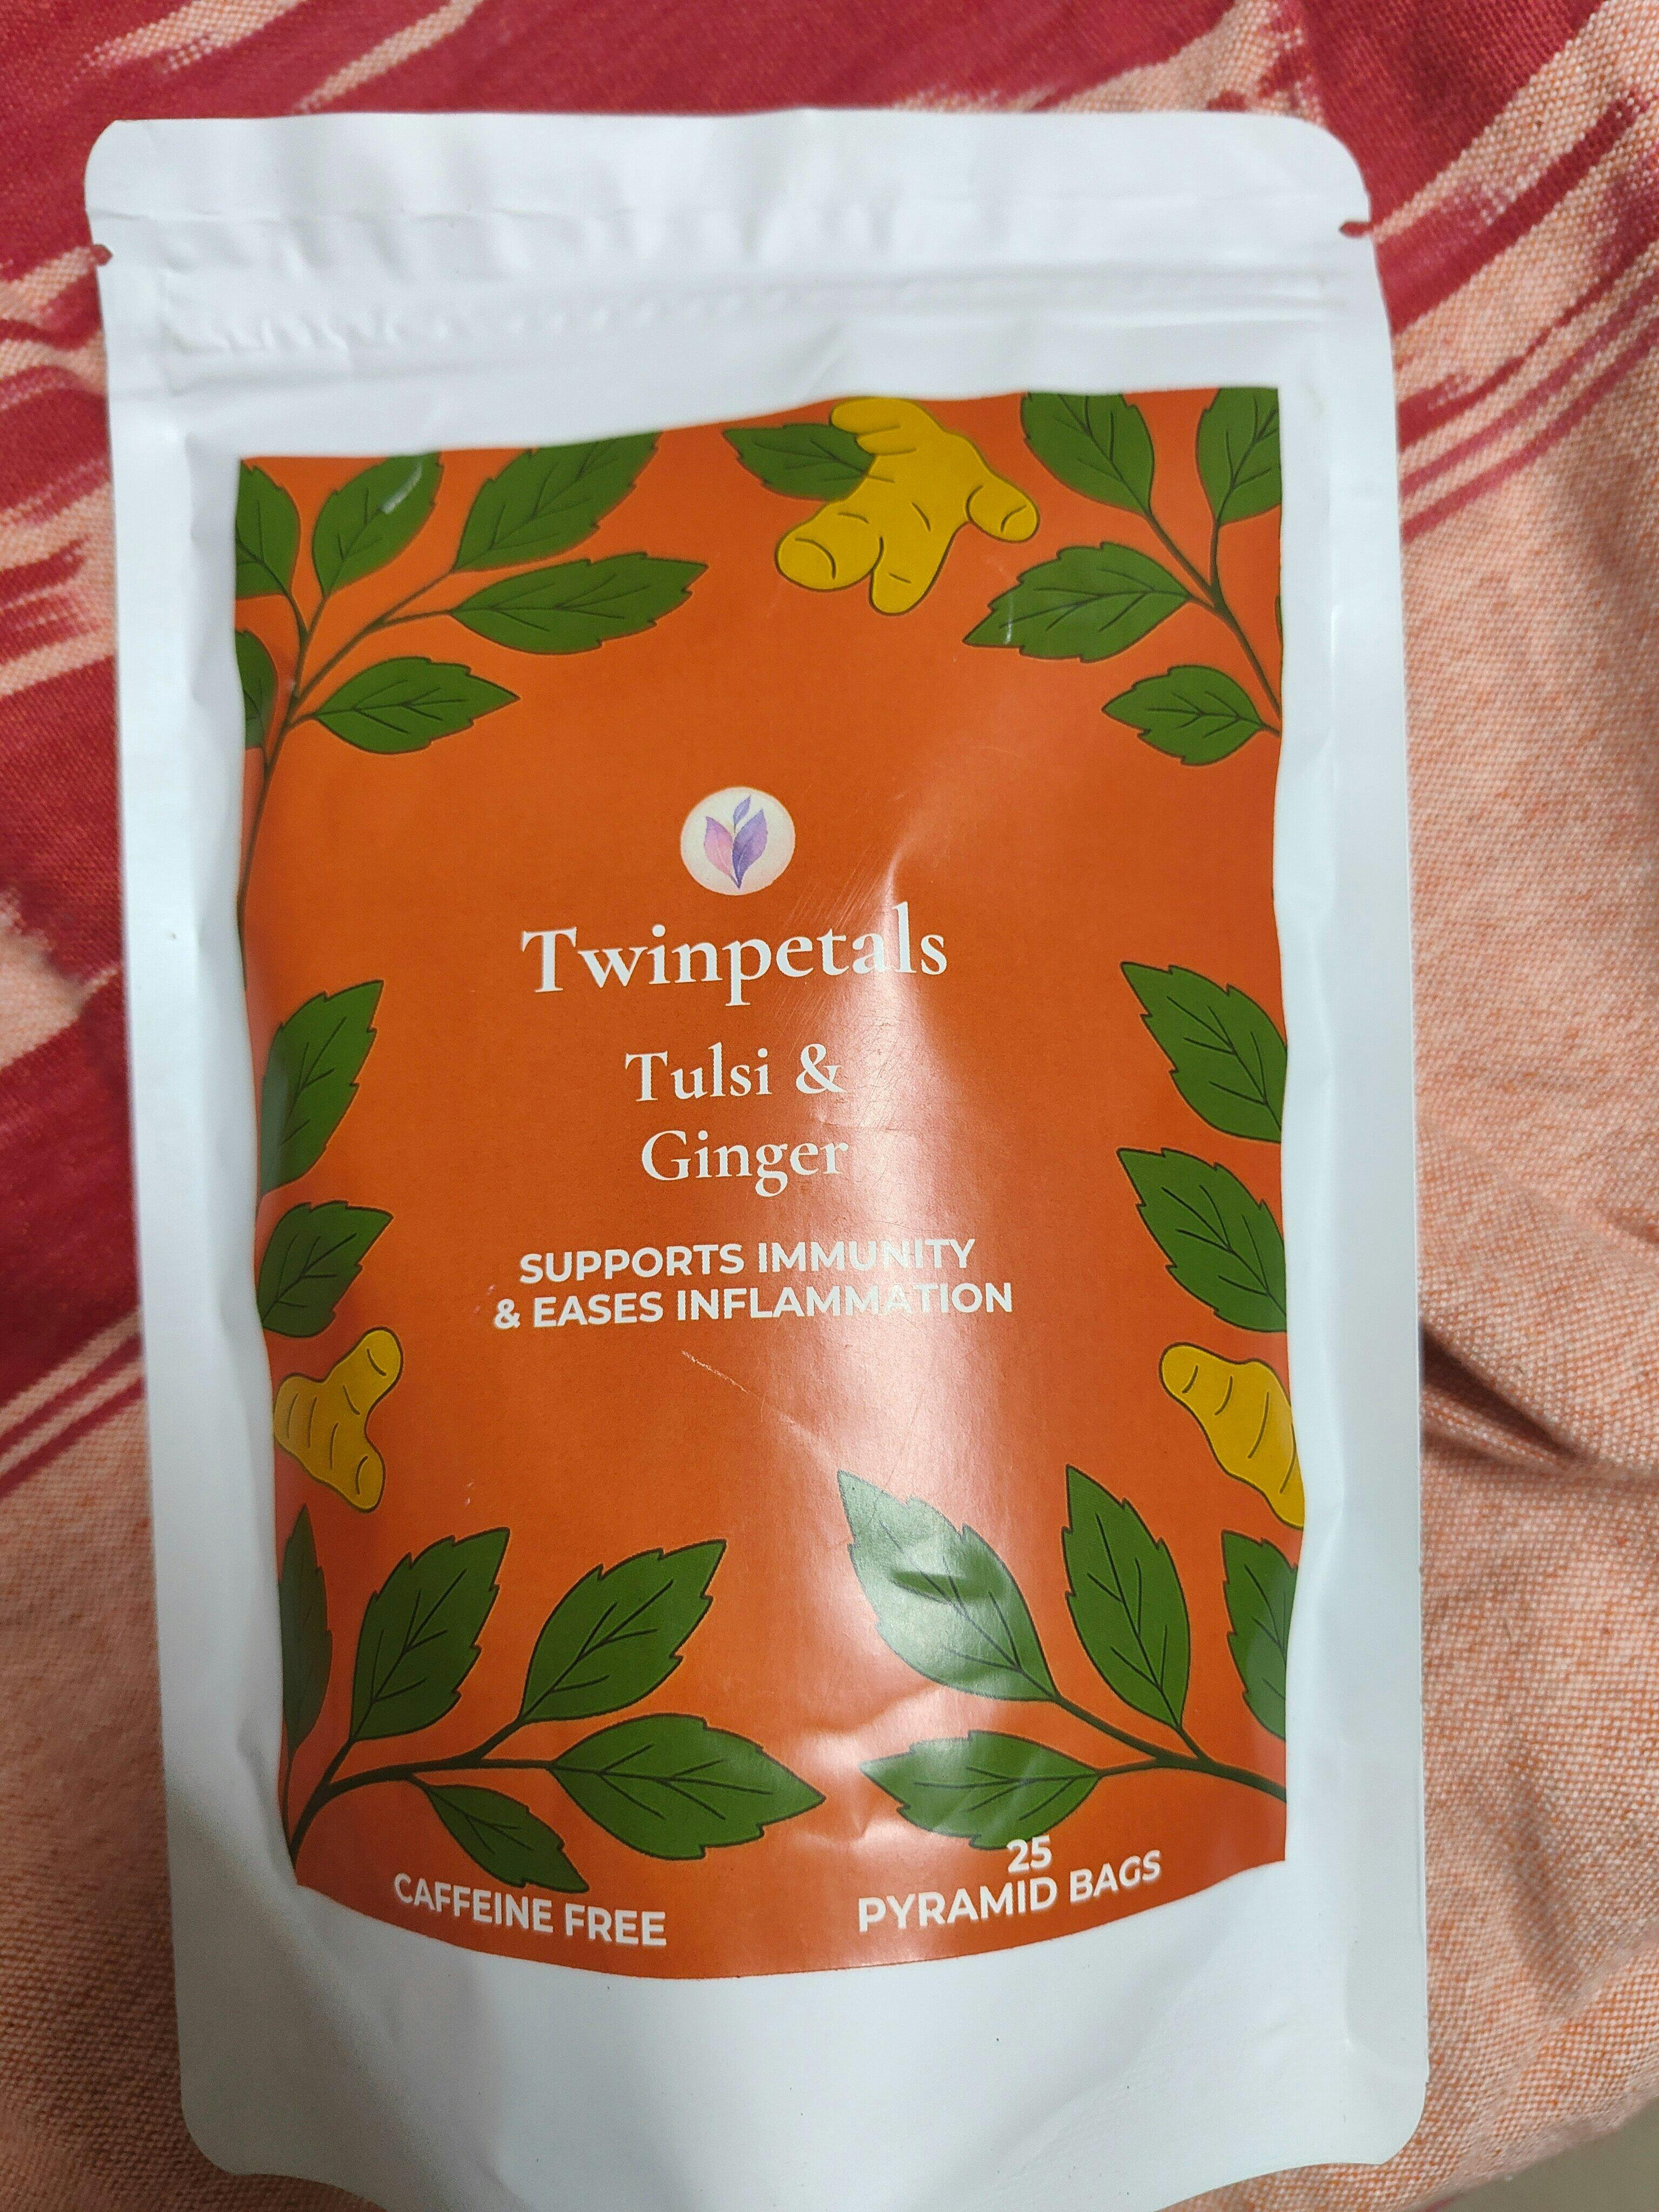 Twinpetals
Tulsi &
Ginger
SUPPORTS IMMUNITY
& EASES INFLAMMATION
CAFFEINE FREE
25
PYRAMID BAGS